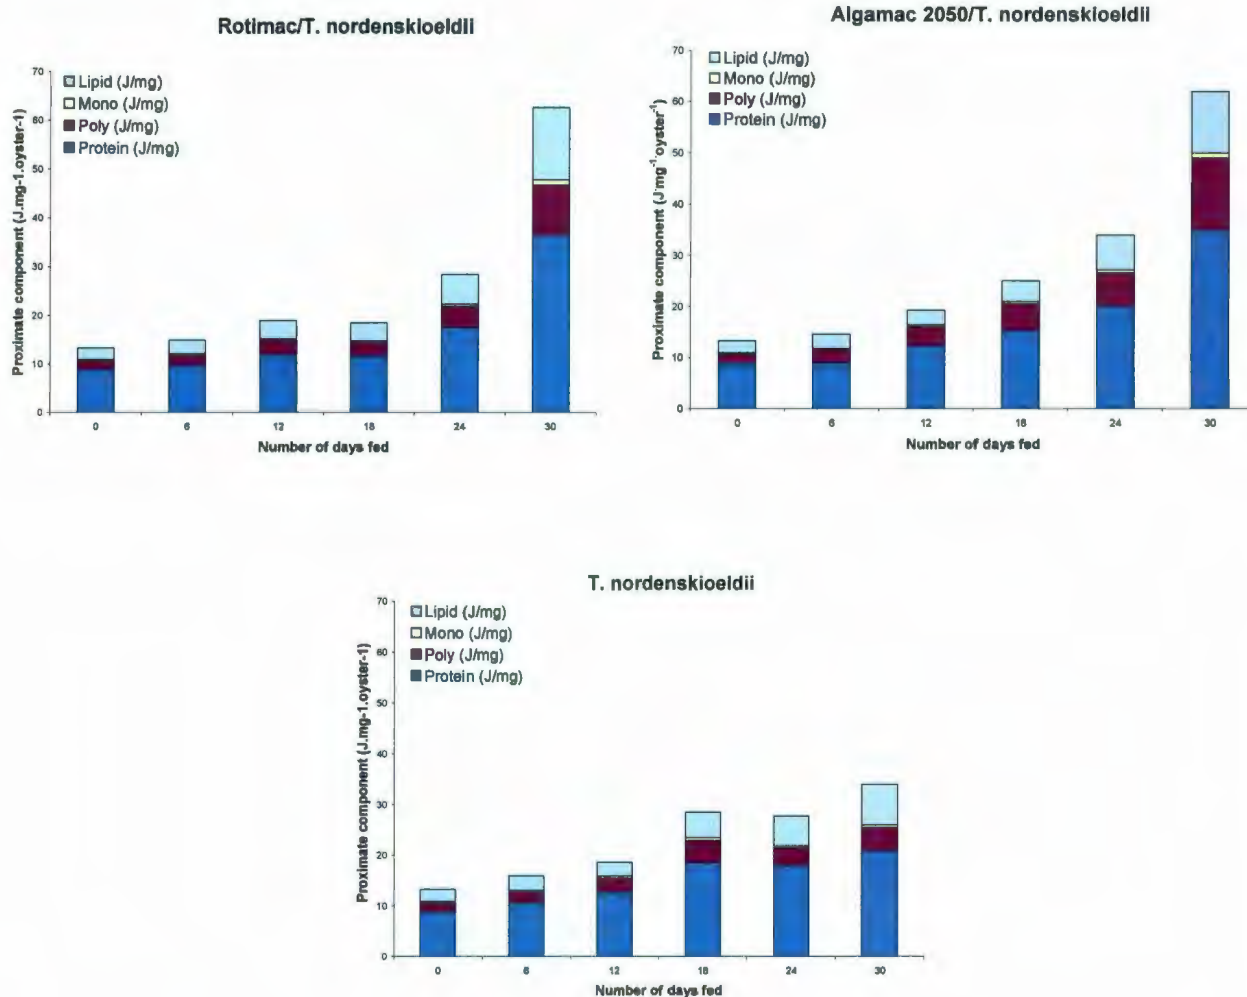 Rotimac/T. nordenskioeldii
70
60
50
40
30
20
10
0
Proximate component (J.mg-1.oyster-1)
Lipid (J/mg)
Mono (J/mg)
Poly (J/mg)
Protein (J/mg)
0 6 12 18 24 30
Number of days fed
Algamac 2050/T. nordenskioeldii
70
60
50
40
30
20
10
0
Proximate component (J·mg⁻¹·oyster⁻¹)
Lipid (J/mg)
Mono (J/mg)
Poly (J/mg)
Protein (J/mg)
0 6 12 18 24 30
Number of days fed
T. nordenskioeldii
70
60
50
40
30
20
10
0
Proximate component (J.mg-1.oyster-1)
Lipid (J/mg)
Mono (J/mg)
Poly (J/mg)
Protein (J/mg)
0 6 12 18 24 30
Number of days fed